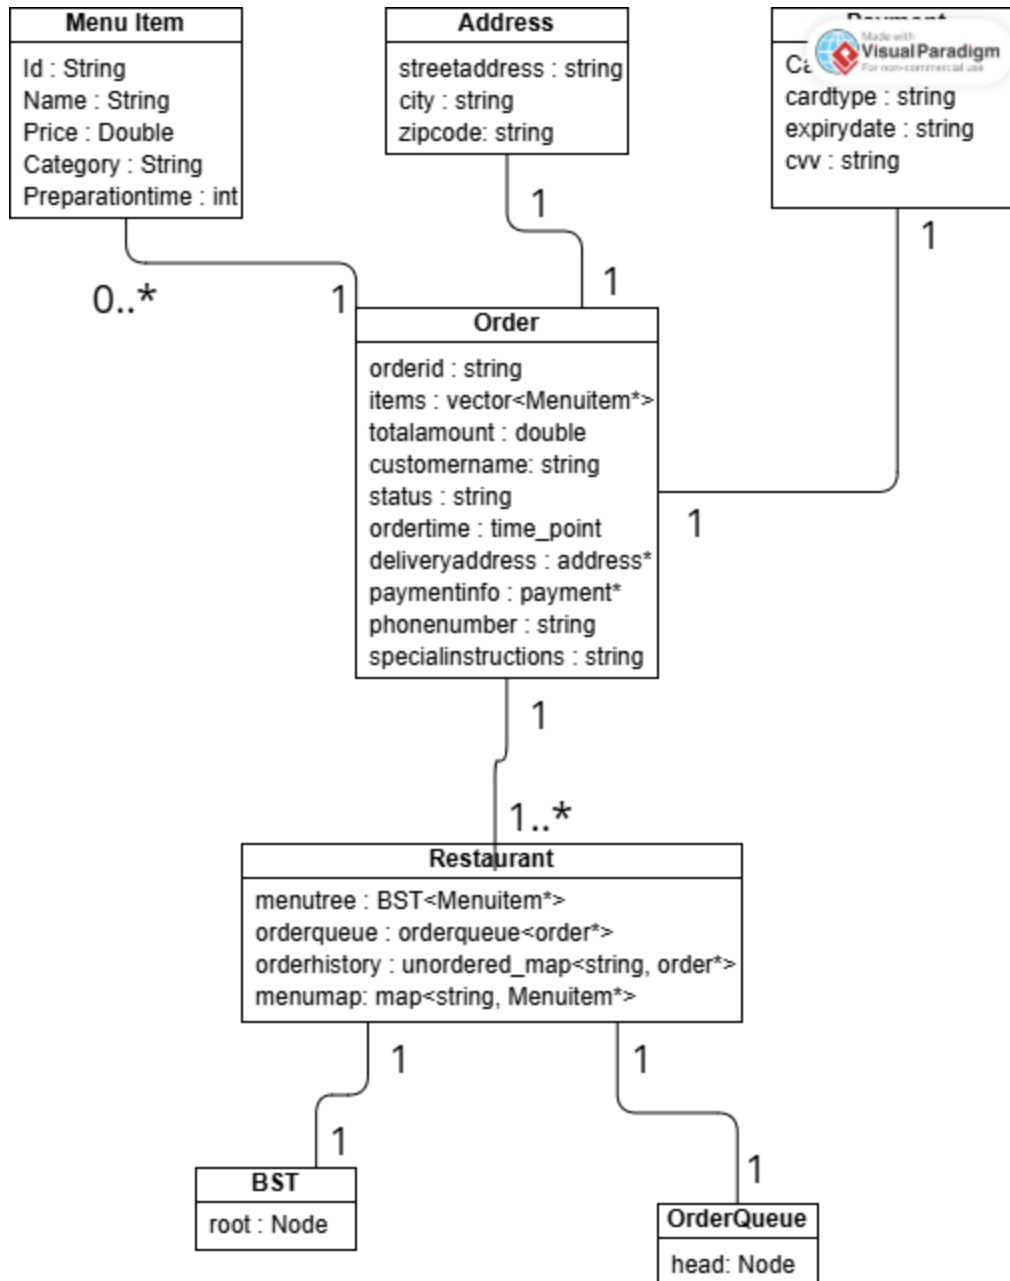 Menu Item
Id : String
Name : String
Price : Double
Category : String
Preparationtime : int
Address
streetaddress : string
city : string
zipcode: string
Made with
Visual Paradigm
For non-commercial use
cardtype : string
expirydate : string
cvv : string
1
1
0..*
1
1
1
Order
orderid : string
items : vector<Menuitem*>
totalamount : double
customername: string
status : string
ordertime : time_point
deliveryaddress : address*
paymentinfo : payment*
phonenumber : string
specialinstructions : string
1
1..*
Restaurant
menutree : BST<Menuitem*>
orderqueue : orderqueue<order*>
orderhistory : unordered_map<string, order*>
menumap: map<string, Menuitem*>
1
1
1
1
BST
root : Node
OrderQueue
head: Node